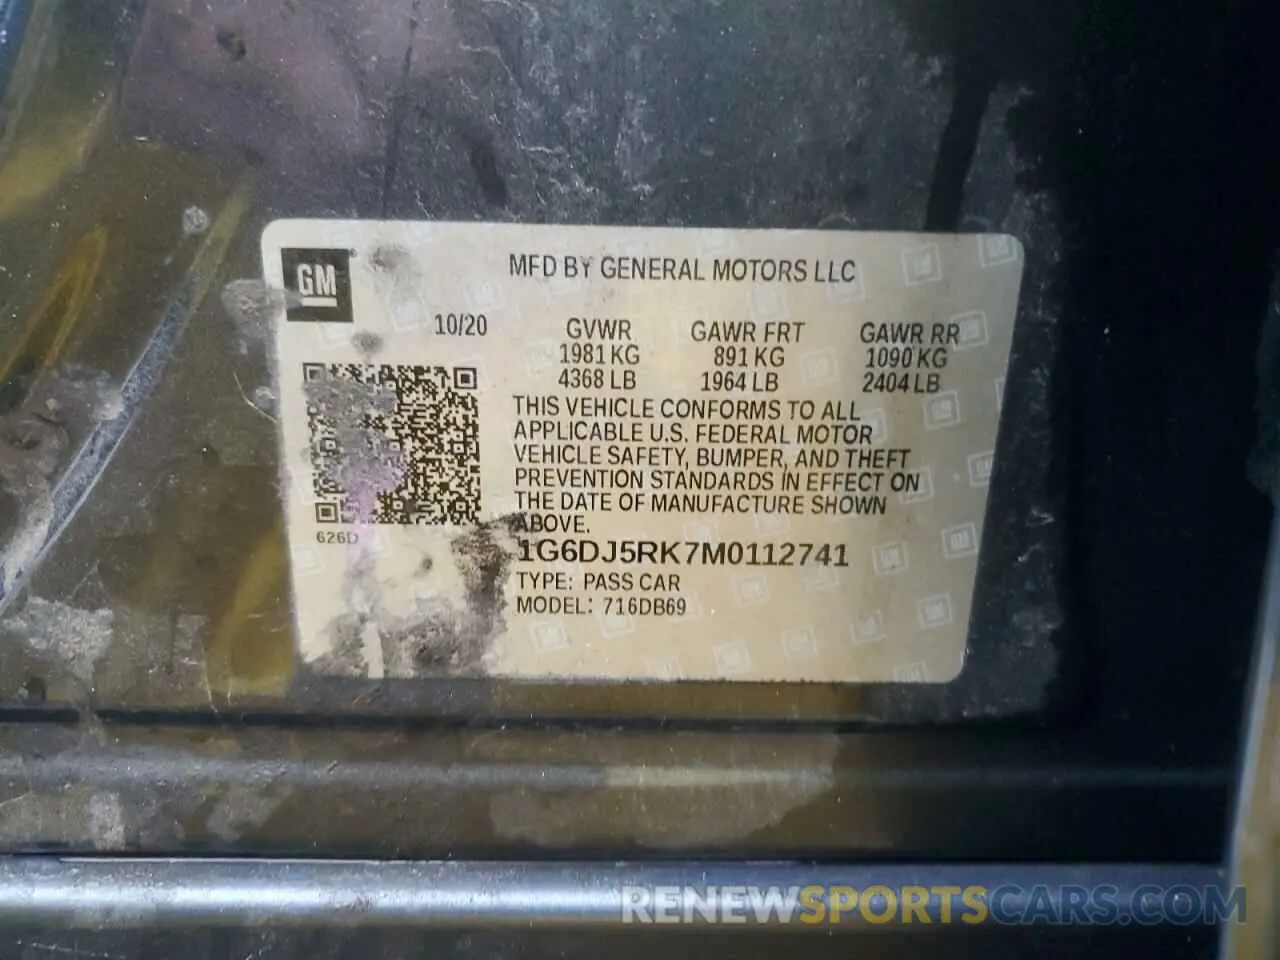 GM
MFD BY GENERAL MOTORS LLC
10/20
GVWR GAWR FRT GAWR RR
1981 KG 891 KG 1090 KG
4368 LB 1964 LB 2404 LB
THIS VEHICLE CONFORMS TO ALL
APPLICABLE U.S. FEDERAL MOTOR
VEHICLE SAFETY, BUMPER, AND THEFT
PREVENTION STANDARDS IN EFFECT ON
THE DATE OF MANUFACTURE SHOWN
ABOVE.
626D
1G6DJ5RK7M0112741
TYPE: PASS CAR
MODEL: 716DB69
RENEWSPORTSCARS.COM